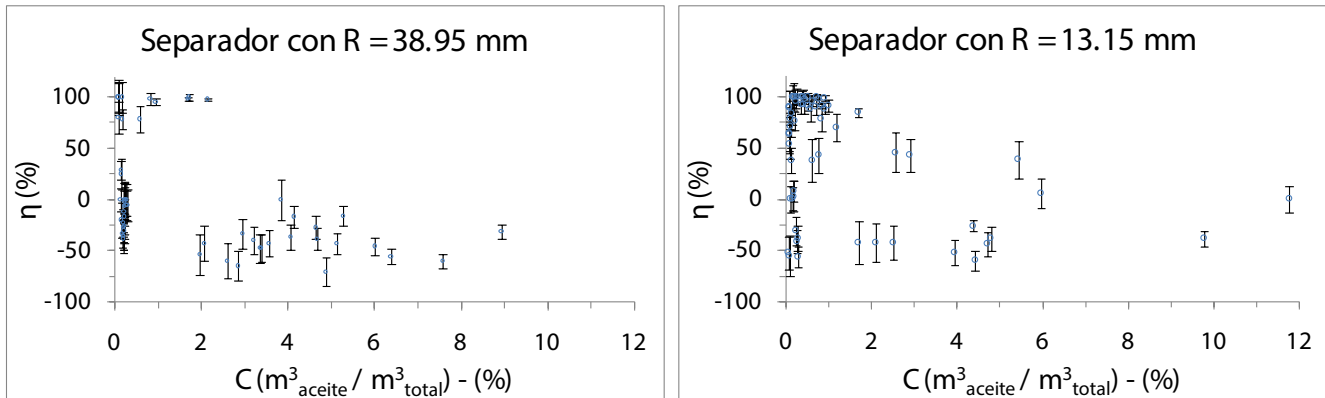 Separador con R = 38.95 mm
η (%)
100
50
0
-50
-100
0 2 4 6 8 10 12
C (m³aceite / m³total) - (%)
Separador con R = 13.15 mm
η (%)
100
50
0
-50
-100
0 2 4 6 8 10 12
C (m³aceite / m³total) - (%)